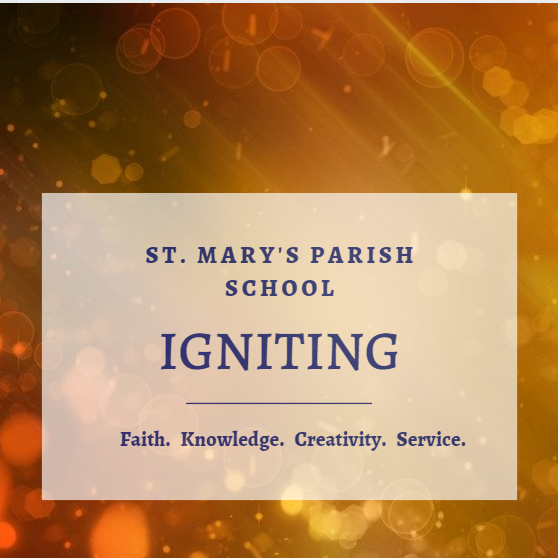 ST. MARY'S PARISH
SCHOOL
IGNITING
Faith. Knowledge. Creativity. Service.